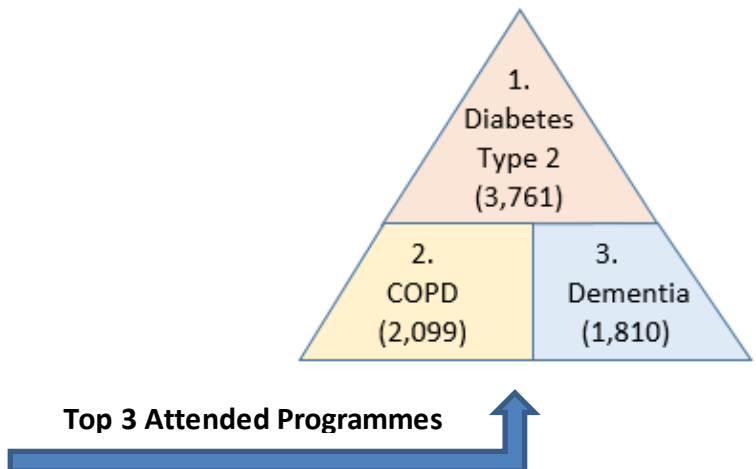 1.
Diabetes
Type 2
(3,761)
2.
COPD
(2,099)
3.
Dementia
(1,810)
Top 3 Attended Programmes